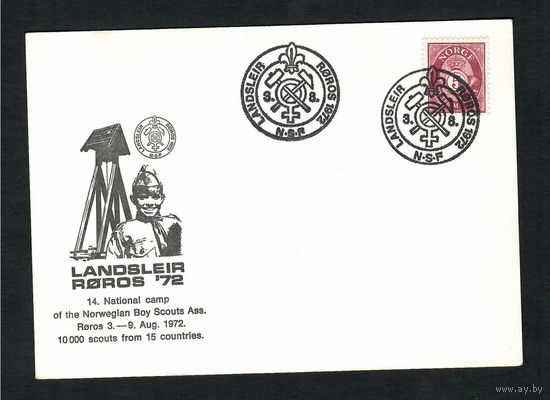 LANDSLEIR RØROS 1972
3. 8.
N·S·F
NORGE
LANDSLEIR RØROS 1972
3. 8.
N·S·F
N·S·F
LANDSLEIR
RØROS '72
14. National camp
of the Norwegian Boy Scouts Ass.
Røros 3.—9. Aug. 1972.
10 000 scouts from 15 countries.
www.ay.by